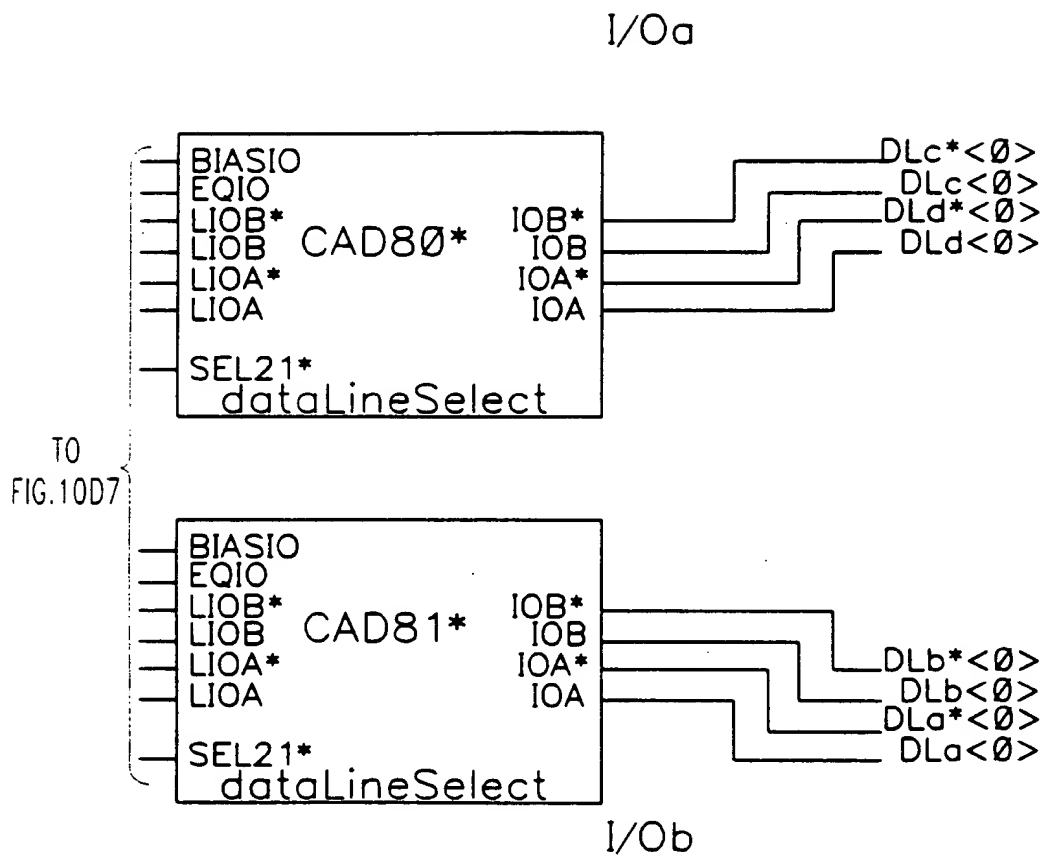 I/Oa
BIASIO
EQIO
LIOB*
LIOB
LIOA*
LIOA
SEL21*
CAD8Ø*
dataLineSelect
IOB*
IOB
IOA*
IOA
DLc*<Ø>
DLc<Ø>
DLd*<Ø>
DLd<Ø>
TO
FIG.10D7
BIASIO
EQIO
LIOB*
LIOB
LIOA*
LIOA
SEL21*
CAD81*
dataLineSelect
IOB*
IOB
IOA*
IOA
DLb*<Ø>
DLb<Ø>
DLa*<Ø>
DLa<Ø>
I/Ob